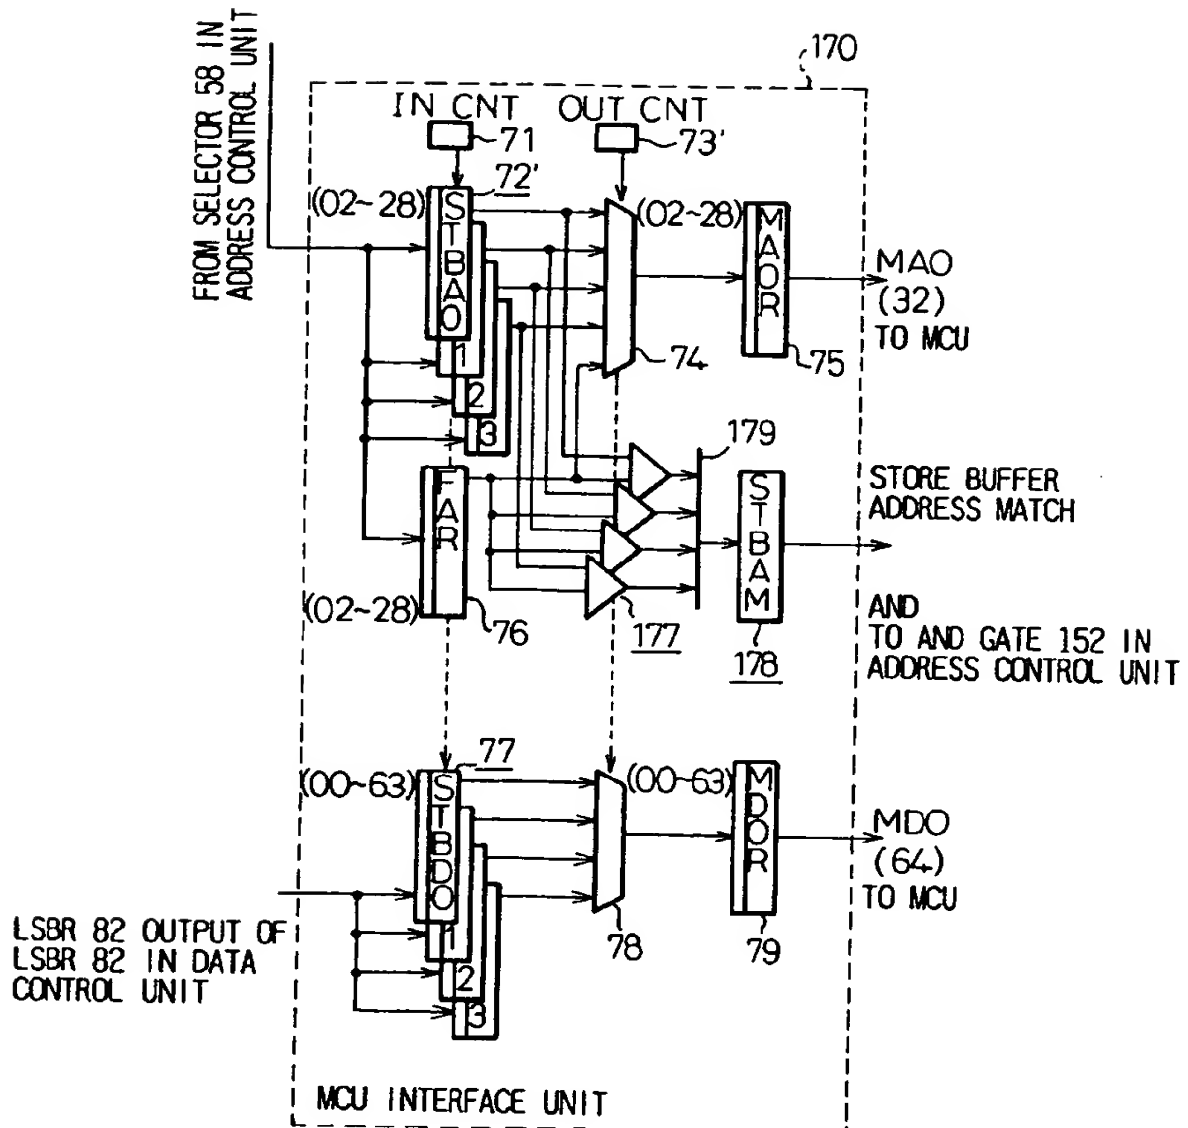 FROM SELECTOR 58 IN
ADDRESS CONTROL UNIT
170
IN CNT
OUT CNT
71
73'
72'
(02~28)
STBA0
1
2
3
(02~28)
MAOR
MAO
(32)
TO MCU
74
75
179
FAR
STBAM
STORE BUFFER
ADDRESS MATCH
(02~28)
76
177
178
AND
TO AND GATE 152 IN
ADDRESS CONTROL UNIT
77
(00~63)
STBD0
1
2
3
(00~63)
MDOR
MDO
(64)
TO MCU
78
79
LSBR 82 OUTPUT OF
LSBR 82 IN DATA
CONTROL UNIT
MCU INTERFACE UNIT